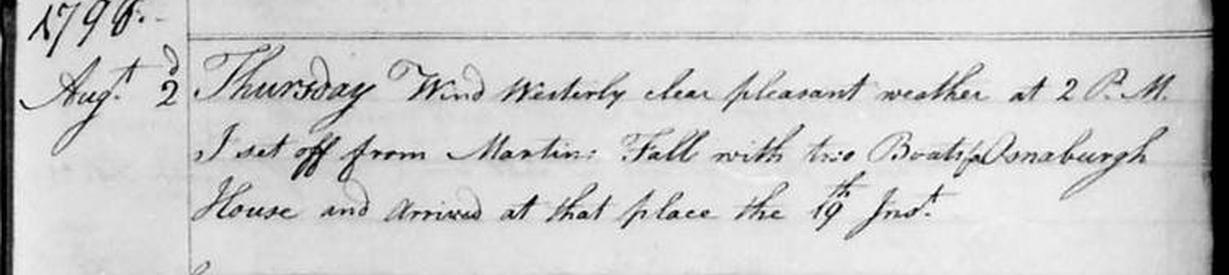 1798.
Augt. 2d Thursday Wind Westerly clear pleasant weather at 2 P.M.
I set off from Martins Fall with two Boats for Osnaburgh
House and arrived at that place the 19th Inst.